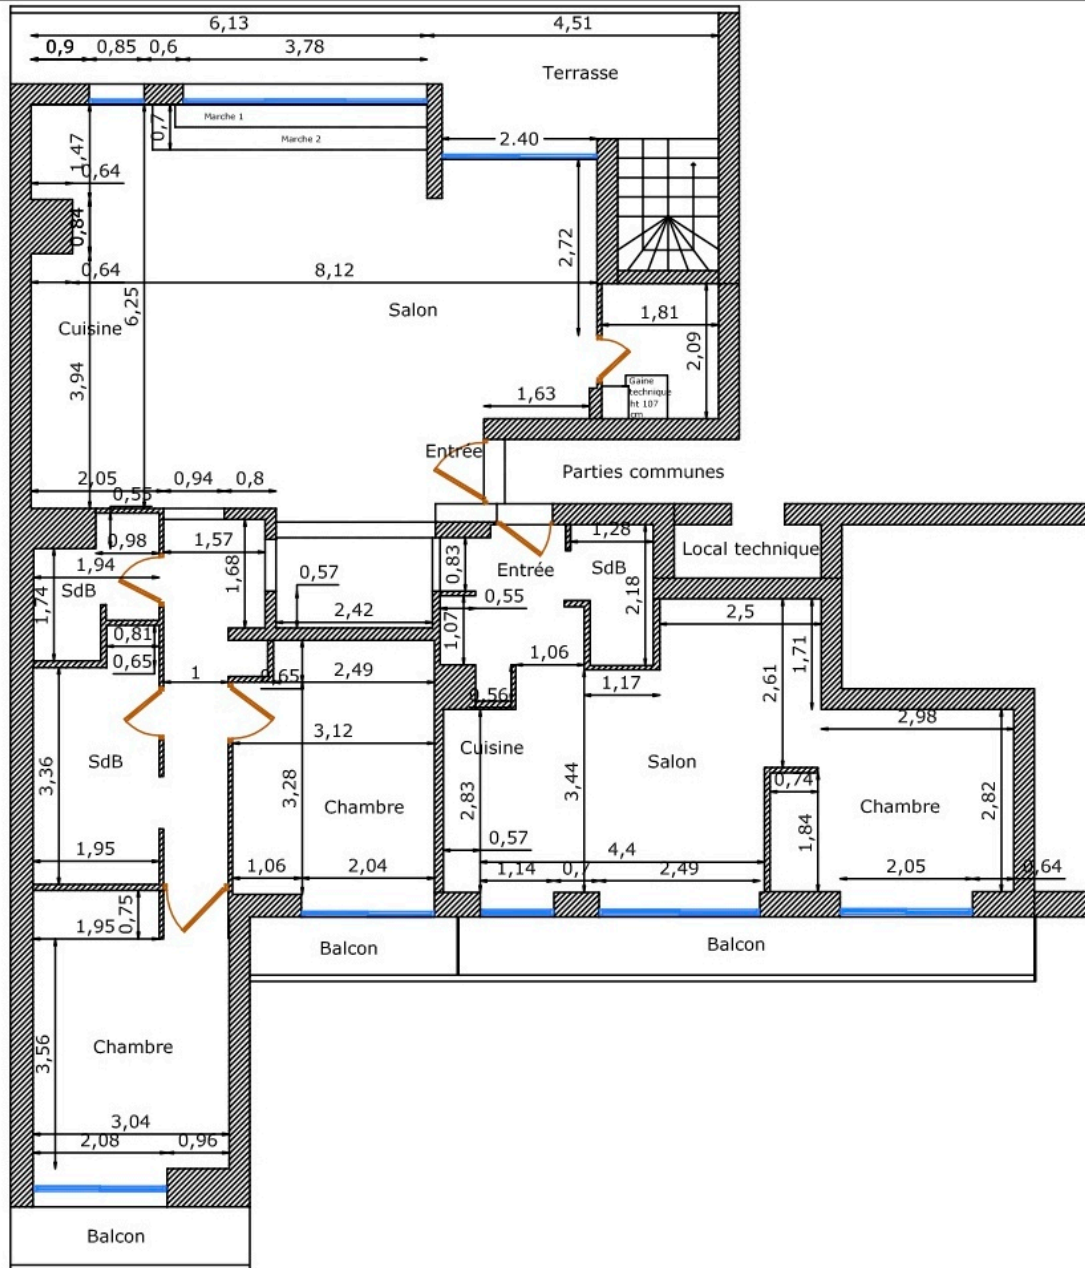 6,13
4,51
0,9
0,85
0,6
3,78
Terrasse
Marche 1
0,7
Marche 2
2.40
1,47
0,64
0,84
2,72
0,64
8,12
6,25
Salon
1,81
Cuisine
2,09
3,94
Gaine
technique
ht 107
cm
1,63
Entrée
Parties communes
2,05
0,94
0,8
0,55
0,98
1,57
1,28
0,83
Local technique
1,94
SdB
1,68
0,57
Entrée
SdB
1,74
2,18
0,55
2,42
1,07
2,5
0,81
1,71
0,65
1,06
2,61
1
0,65
2,49
1,17
0,56
3,12
2,98
Cuisine
SdB
Salon
3,36
3,28
2,83
3,44
0,74
Chambre
Chambre
2,82
1,84
0,57
1,95
4,4
1,06
2,04
1,14
0,7
2,49
2,05
0,64
0,75
1,95
Balcon
Balcon
3,56
Chambre
3,04
2,08
0,96
Balcon